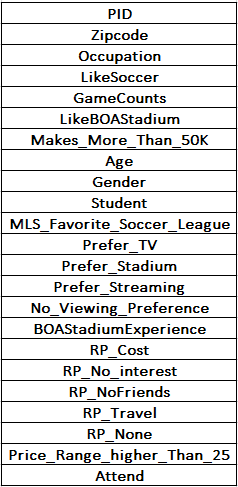 PID
Zipcode
Occupation
LikeSoccer
GameCounts
LikeBOAStadium
Makes_More_Than_50K
Age
Gender
Student
MLS_Favorite_Soccer_League
Prefer_TV
Prefer_Stadium
Prefer_Streaming
No_Viewing_Preference
BOAStadiumExperience
RP_Cost
RP_No_interest
RP_NoFriends
RP_Travel
RP_None
Price_Range_higher_Than_25
Attend